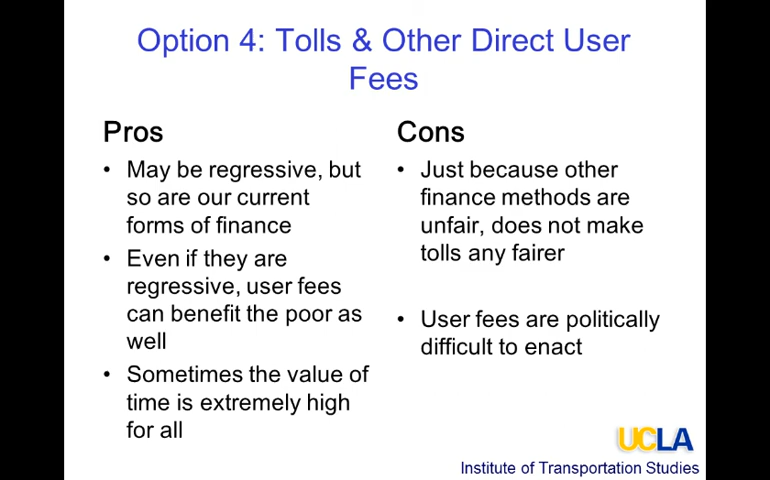 Option 4: Tolls & Other Direct User
Fees
Pros
• May be regressive, but
so are our current
forms of finance
• Even if they are
regressive, user fees
can benefit the poor as
well
• Sometimes the value of
time is extremely high
for all
Cons
• Just because other
finance methods are
unfair, does not make
tolls any fairer
• User fees are politically
difficult to enact
UCLA
Institute of Transportation Studies